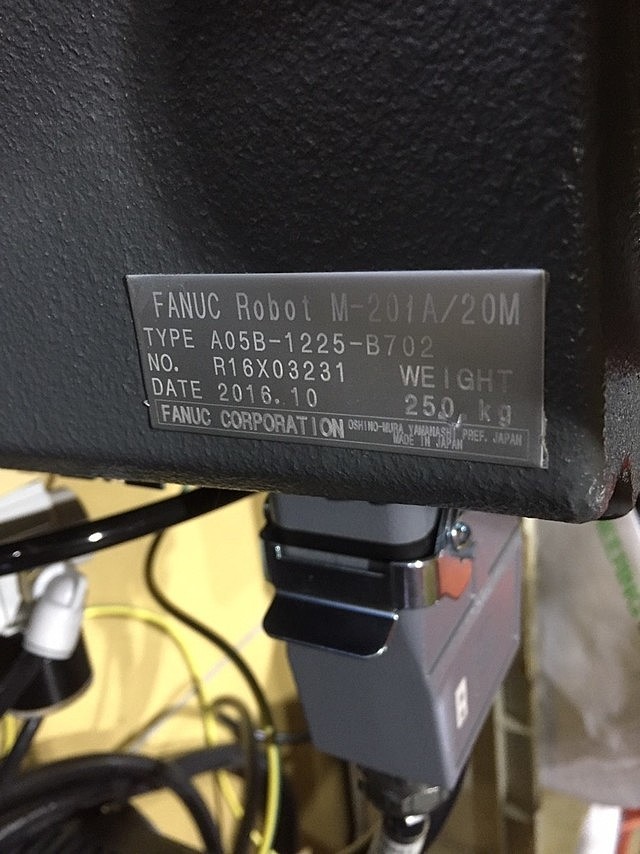 FANUC Robot M-20iA/20M
TYPE A05B-1225-B702
NO. R16X03231 WEIGHT
DATE 2016.10 250 kg
FANUC CORPORATION OSHINO-MURA, YAMANASHI PREF. JAPAN
MADE IN JAPAN